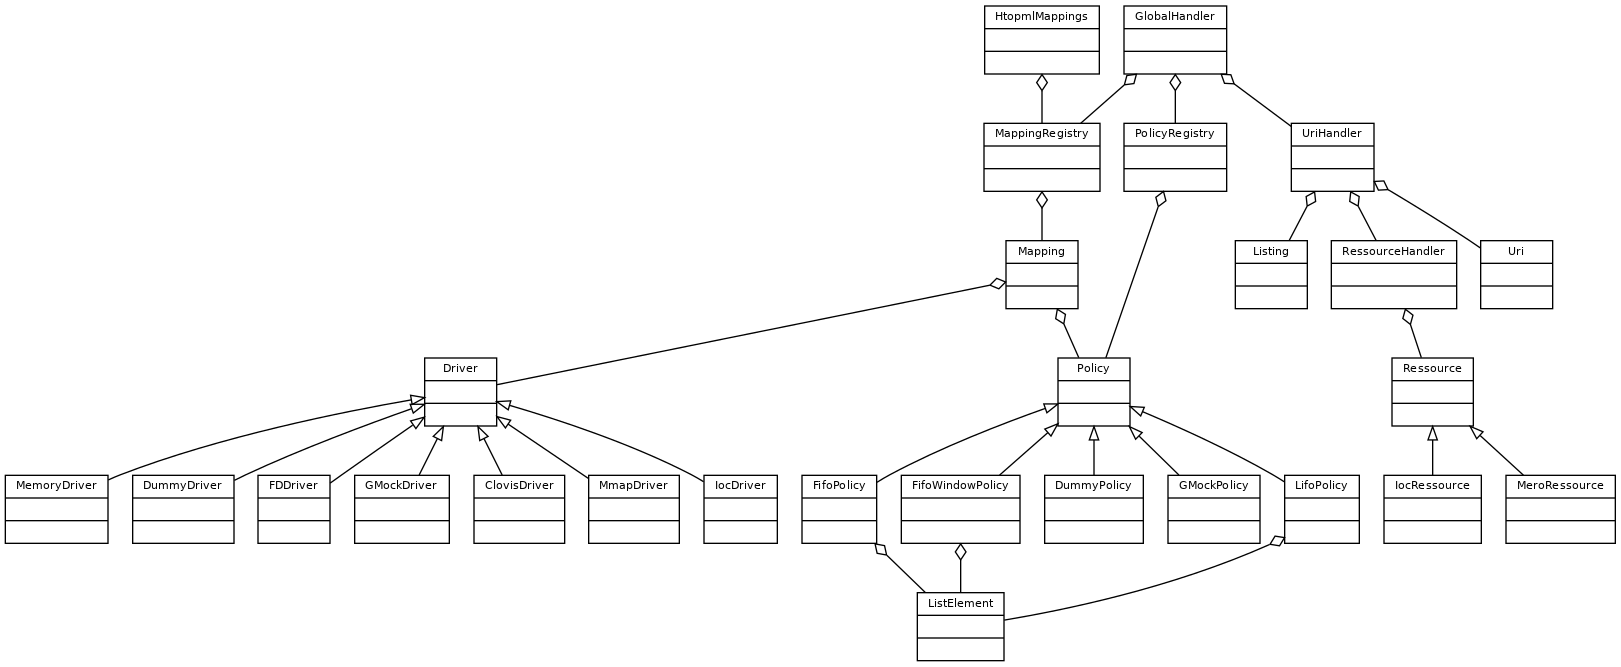 HtopmlMappings
GlobalHandler
MappingRegistry
PolicyRegistry
UriHandler
Mapping
Listing
RessourceHandler
Uri
Driver
Policy
Ressource
MemoryDriver
DummyDriver
FDDriver
GMockDriver
ClovisDriver
MmapDriver
IocDriver
FifoPolicy
FifoWindowPolicy
DummyPolicy
GMockPolicy
LifoPolicy
IocRessource
MeroRessource
ListElement